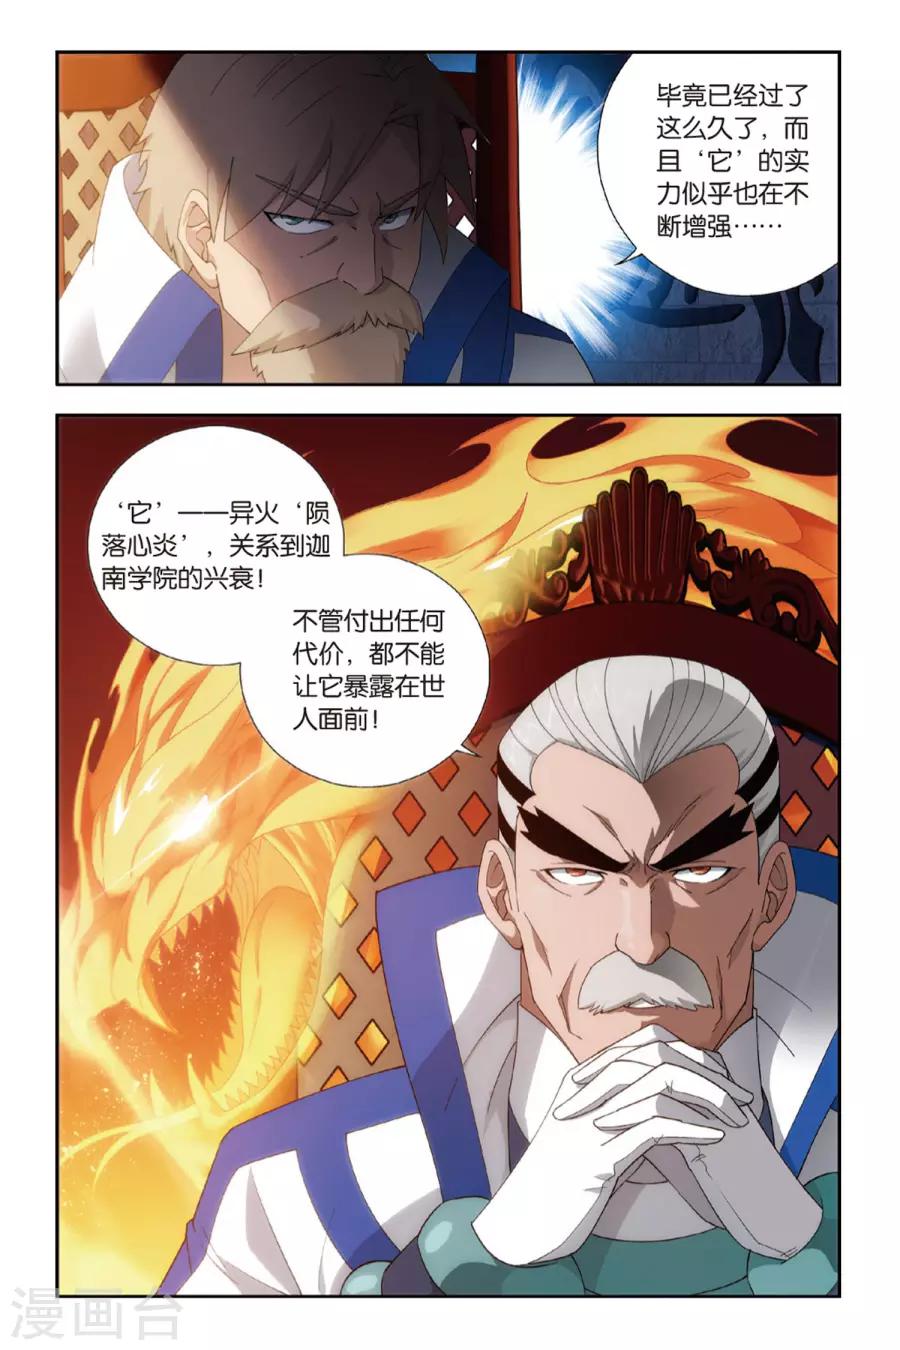 毕竟已经过了
这么久了，而
且‘它’的实
力似乎也在不
断增强……
‘它’——异火‘陨
落心炎’，关系到迦
南学院的兴衰！
不管付出任何
代价，都不能
让它暴露在世
人面前！
漫画台